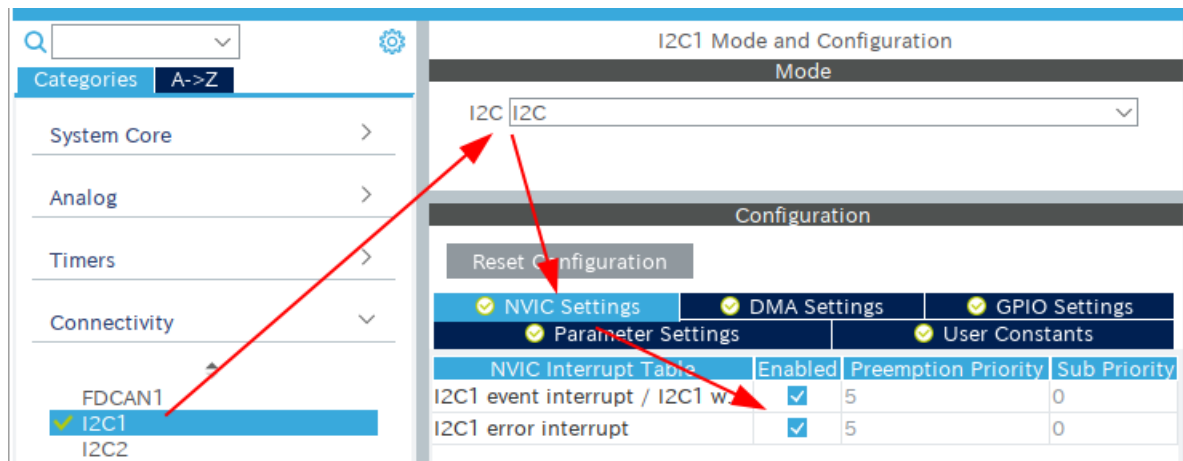 Categories
A->Z
System Core
Analog
Timers
Connectivity
FDCAN1
I2C1
I2C2
I2C1 Mode and Configuration
Mode
I2C I2C
Configuration
Reset Configuration
NVIC Settings DMA Settings GPIO Settings
Parameter Settings User Constants
NVIC Interrupt Table Enabled Preemption Priority Sub Priority
I2C1 event interrupt / I2C1 w... 5 0
I2C1 error interrupt 5 0